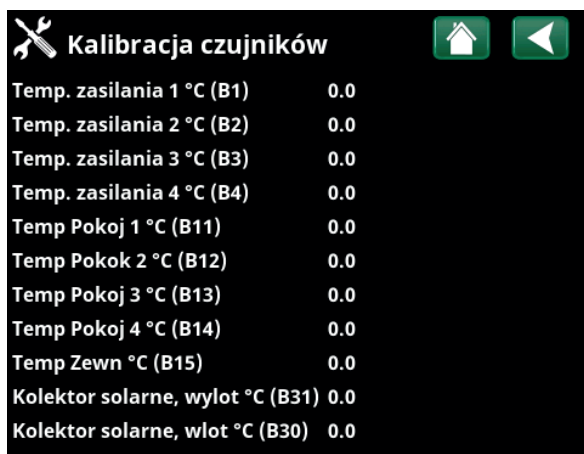 Kalibracja czujników
Temp. zasilania 1 °C (B1) 0.0
Temp. zasilania 2 °C (B2) 0.0
Temp. zasilania 3 °C (B3) 0.0
Temp. zasilania 4 °C (B4) 0.0
Temp Pokoj 1 °C (B11) 0.0
Temp Pokok 2 °C (B12) 0.0
Temp Pokoj 3 °C (B13) 0.0
Temp Pokoj 4 °C (B14) 0.0
Temp Zewn °C (B15) 0.0
Kolektor solarne, wylot °C (B31) 0.0
Kolektor solarne, wlot °C (B30) 0.0